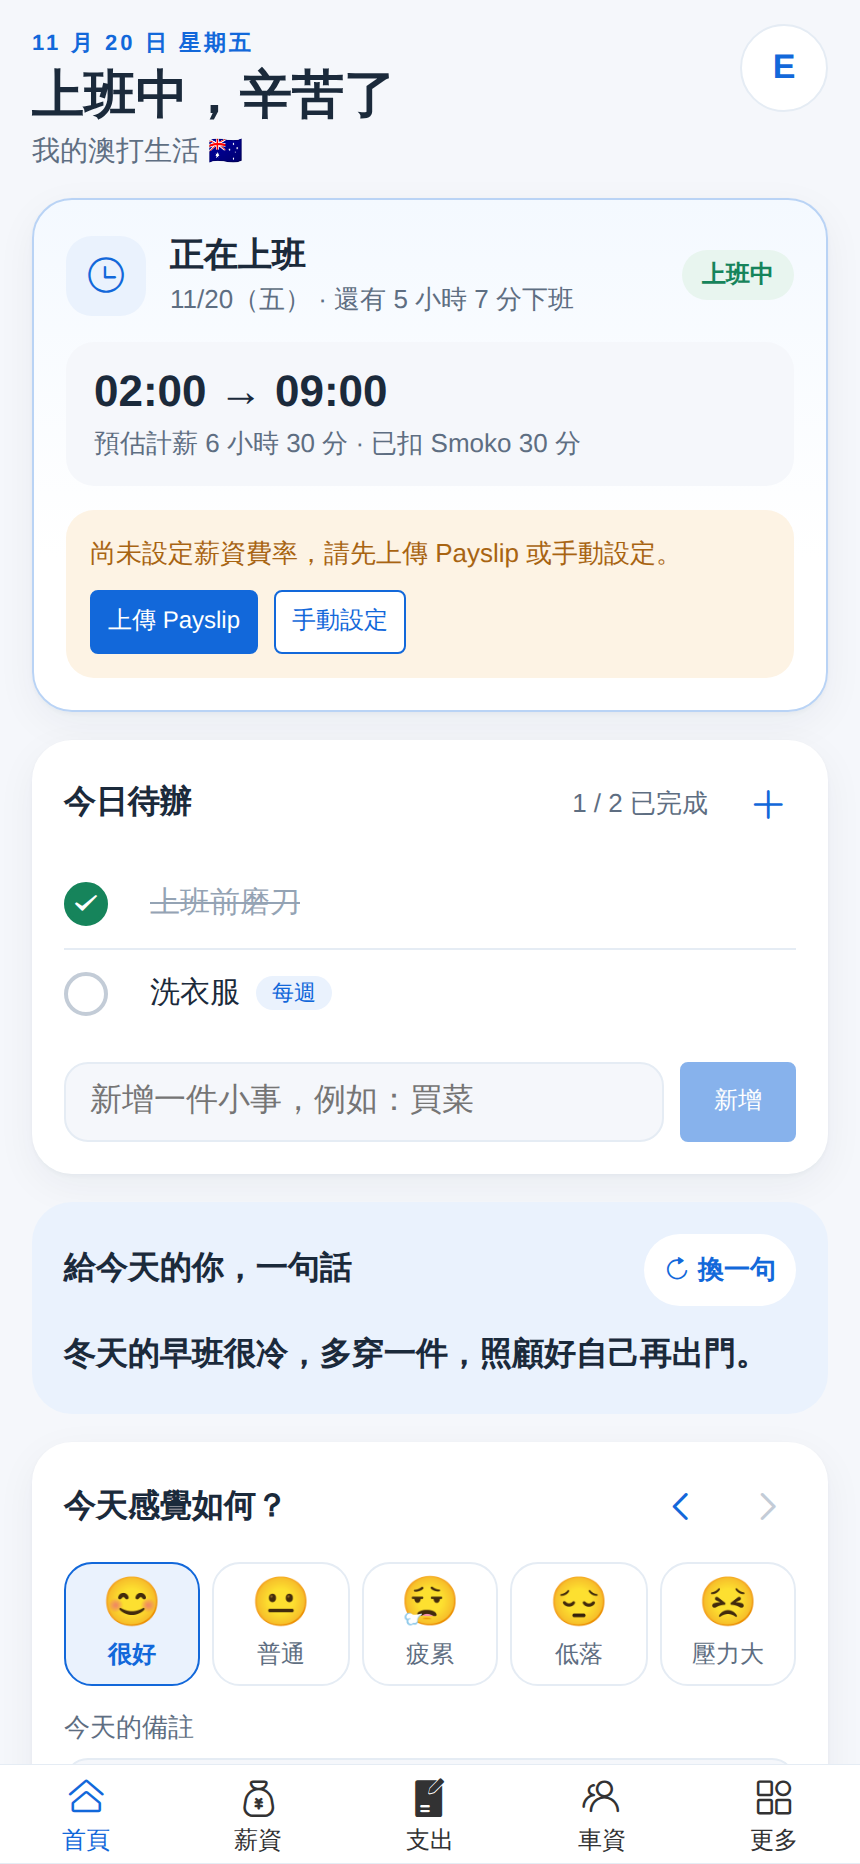 11 月 20 日 星期五
上班中，辛苦了
E
我的澳打生活 🇦🇺
正在上班
11/20（五） · 還有 5 小時 7 分下班
上班中
02:00 → 09:00
預估計薪 6 小時 30 分 · 已扣 Smoko 30 分
尚未設定薪資費率，請先上傳 Payslip 或手動設定。
上傳 Payslip
手動設定
今日待辦
1 / 2 已完成
上班前磨刀
洗衣服 每週
新增一件小事，例如：買菜
新增
給今天的你，一句話
換一句
冬天的早班很冷，多穿一件，照顧好自己再出門。
今天感覺如何？
很好
普通
疲累
低落
壓力大
今天的備註
首頁
薪資
支出
車資
更多